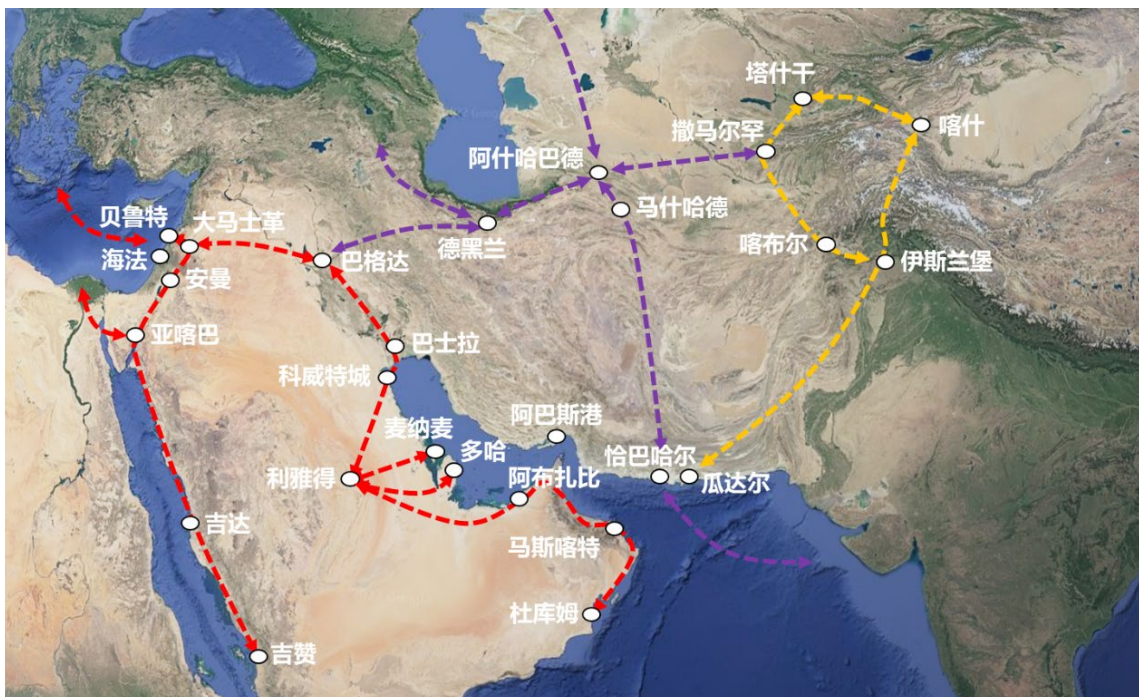 塔什干
喀什
撒马尔罕
阿什哈巴德
马什哈德
贝鲁特
大马士革
德黑兰
喀布尔
海法
巴格达
伊斯兰堡
安曼
亚喀巴
巴士拉
科威特城
阿巴斯港
麦纳麦
恰巴哈尔
多哈
利雅得
阿布扎比
瓜达尔
吉达
马斯喀特
杜库姆
吉赞